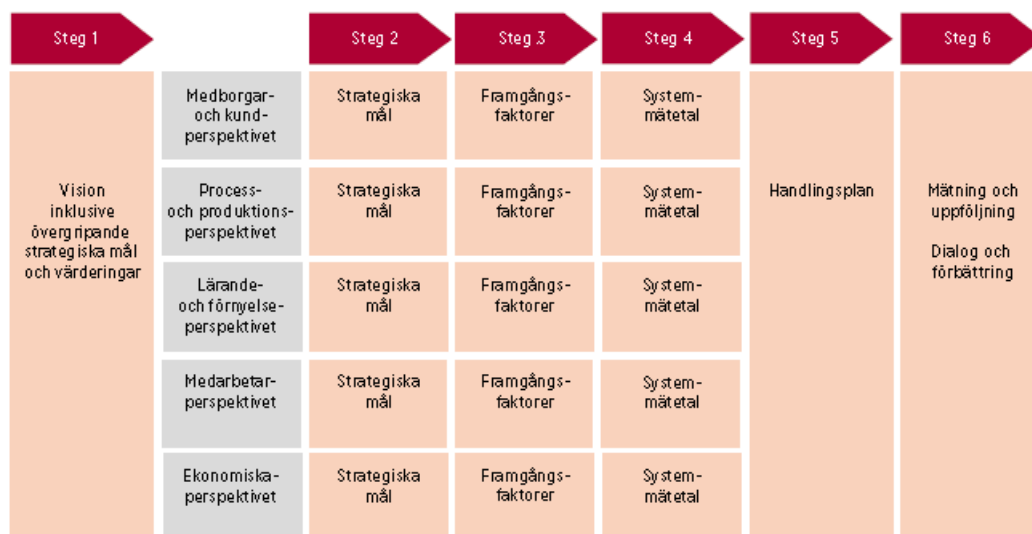 Steg 1
Steg 2
Steg 3
Steg 4
Steg 5
Steg 6
Vision
inklusive
övergripande
strategiska mål
och värderingar
Medborgar-
och kund-
perspektivet
Strategiska
mål
Framgångs-
faktorer
System-
mätetal
Process-
och produktions-
perspektivet
Strategiska
mål
Framgångs-
faktorer
System-
mätetal
Lärande-
och förnyelse-
perspektivet
Strategiska
mål
Framgångs-
faktorer
System-
mätetal
Medarbetar-
perspektivet
Strategiska
mål
Framgångs-
faktorer
System-
mätetal
Ekonomiska-
perspektivet
Strategiska
mål
Framgångs-
faktorer
System-
mätetal
Handlingsplan
Mätning och
uppföljning
Dialog och
förbättring